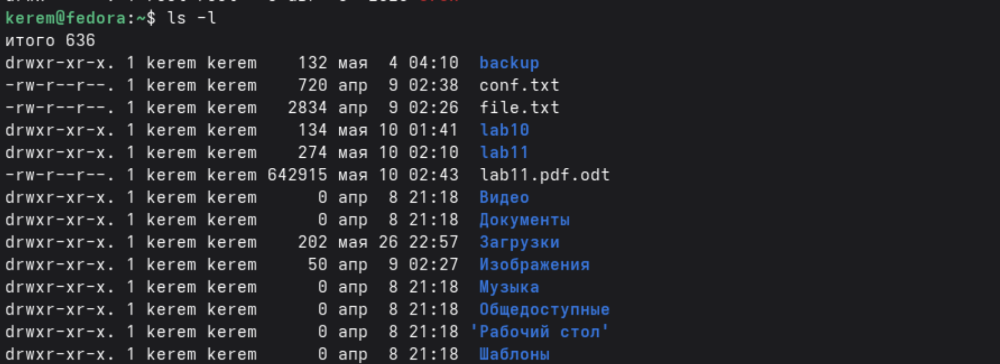 kerem@fedora:~$ ls -l
итого 636
drwxr-xr-x. 1 kerem kerem    132 мая  4 04:10  backup
-rw-r--r--. 1 kerem kerem    720 апр  9 02:38  conf.txt
-rw-r--r--. 1 kerem kerem   2834 апр  9 02:26  file.txt
drwxr-xr-x. 1 kerem kerem    134 мая 10 01:41  lab10
drwxr-xr-x. 1 kerem kerem    274 мая 10 02:10  lab11
-rw-r--r--. 1 kerem kerem 642915 мая 10 02:43  lab11.pdf.odt
drwxr-xr-x. 1 kerem kerem      0 апр  8 21:18  Видео
drwxr-xr-x. 1 kerem kerem      0 апр  8 21:18  Документы
drwxr-xr-x. 1 kerem kerem    202 мая 26 22:57  Загрузки
drwxr-xr-x. 1 kerem kerem     50 апр  9 02:27  Изображения
drwxr-xr-x. 1 kerem kerem      0 апр  8 21:18  Музыка
drwxr-xr-x. 1 kerem kerem      0 апр  8 21:18  Общедоступные
drwxr-xr-x. 1 kerem kerem      0 апр  8 21:18 'Рабочий стол'
drwxr-xr-x. 1 kerem kerem      0 апр  8 21:18  Шаблоны